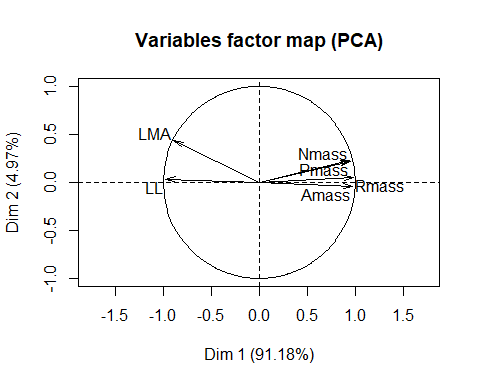 Variables factor map (PCA)
Dim 2 (4.97%)
1.0
0.5
0.0
-0.5
-1.0
LMA
LL
Nmass
Pmass
Rmass
Amass
-1.5 -1.0 -0.5 0.0 0.5 1.0 1.5
Dim 1 (91.18%)